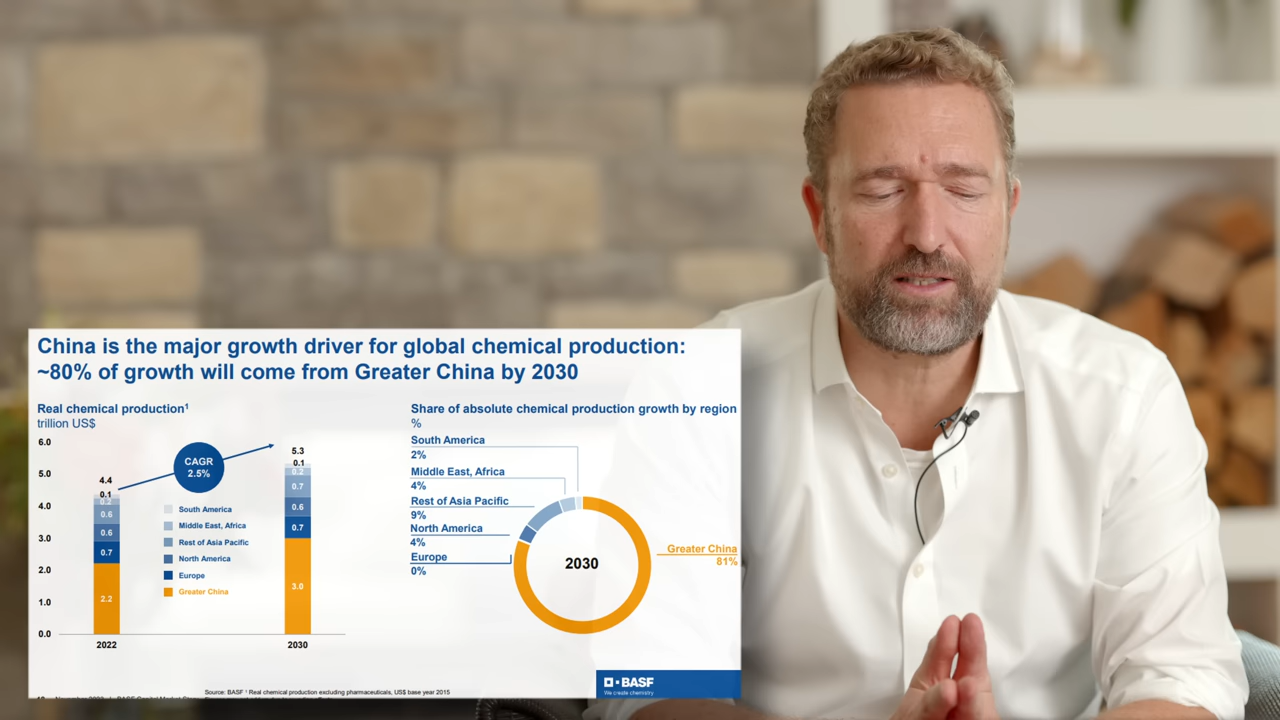 China is the major growth driver for global chemical production:
~80% of growth will come from Greater China by 2030
Real chemical production¹
trillion US$
6.0
5.0
4.0
3.0
2.0
1.0
0.0
4.4
0.1
0.2
0.6
0.6
0.7
2.2
2022
CAGR
2.5%
South America
Middle East, Africa
Rest of Asia Pacific
North America
Europe
Greater China
5.3
0.1
0.2
0.7
0.6
0.7
3.0
2030
Share of absolute chemical production growth by region
%
South America
2%
Middle East, Africa
4%
Rest of Asia Pacific
9%
North America
4%
Europe
0%
2030
Greater China
81%
Source: BASF ¹ Real chemical production excluding pharmaceuticals, US$ base year 2015
BASF
We create chemistry